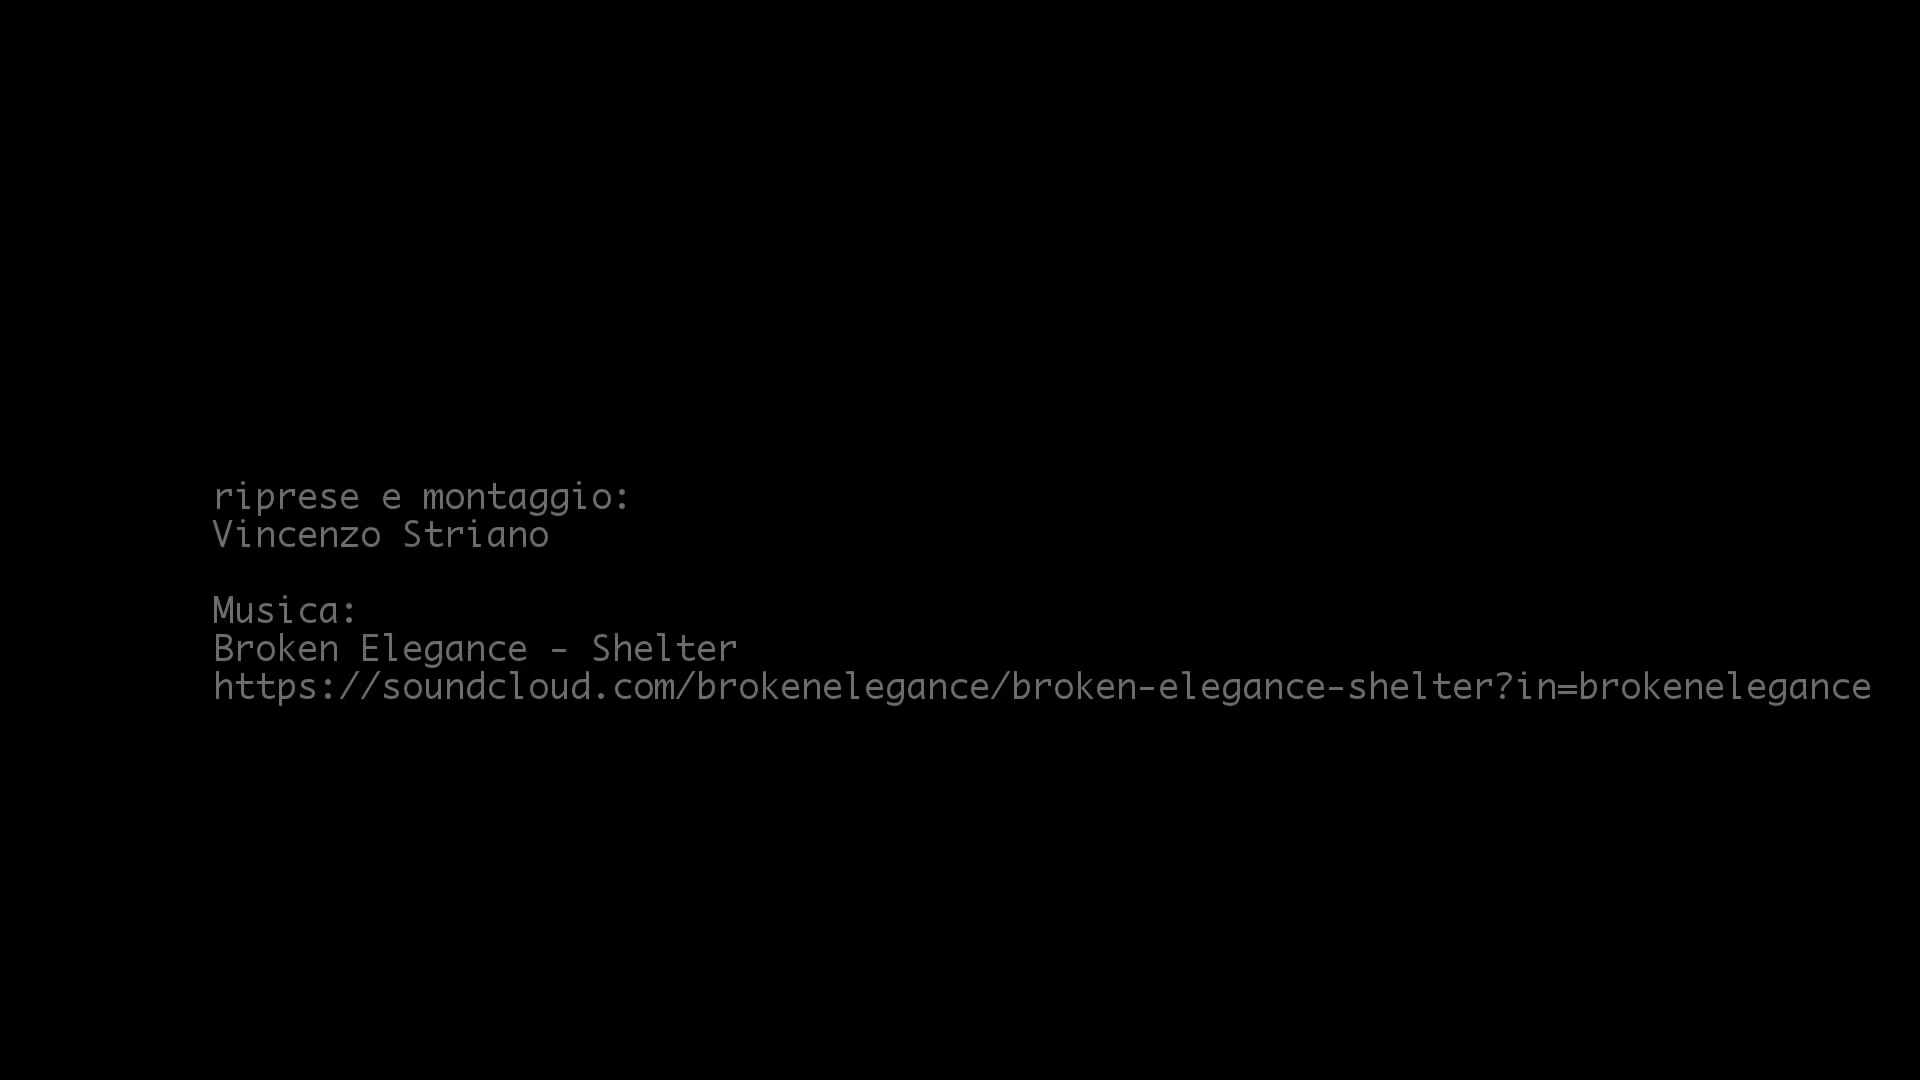 riprese e montaggio:
Vincenzo Striano
Musica:
Broken Elegance - Shelter
https://soundcloud.com/brokenelegance/broken-elegance-shelter?in=brokenelegance